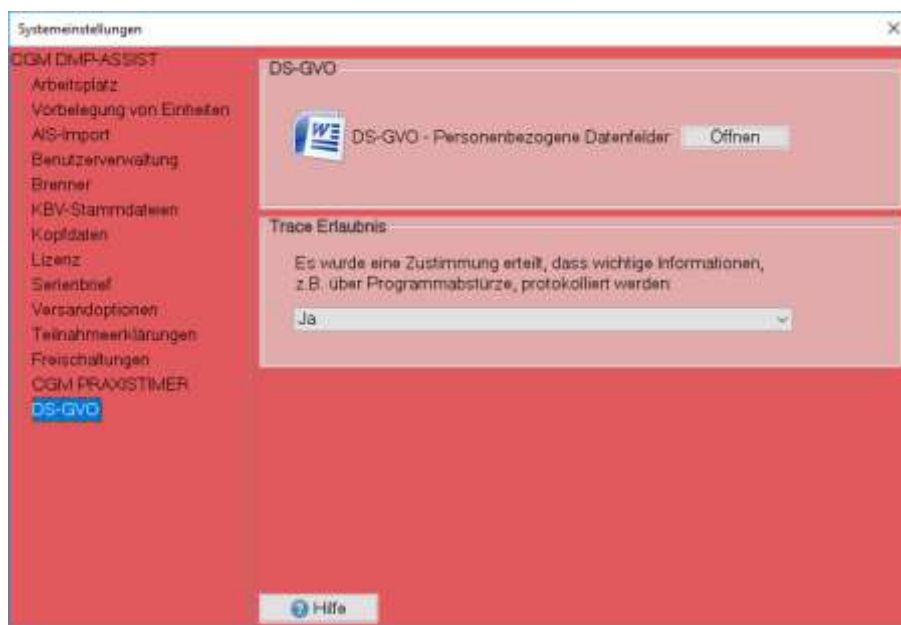 Systemeinstellungen
CGM DMP-ASSIST
Arbeitsplatz
Vorbelegung von Einheiten
AIS-Import
Benutzerverwaltung
Brenner
KBV-Stammdateien
Kopfdaten
Lizenz
Serienbrief
Versandoptionen
Teilnahmeerklärungen
Freischaltungen
CGM PRAXISTIMER
DS-GVO
DS-GVO
DS-GVO - Personenbezogene Datenfelder
Öffnen
Trace Erlaubnis
Es wurde eine Zustimmung erteilt, dass wichtige Informationen,
z.B. über Programmabstürze, protokolliert werden
Ja
Hilfe